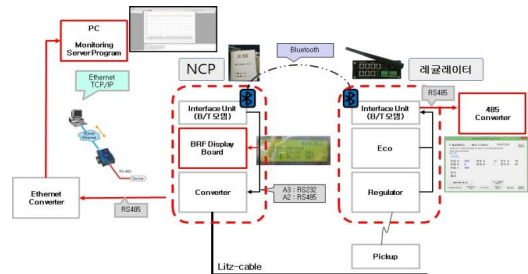 PC
Monitoring
Server Program
Ethernet
TCP/IP
NCP
Bluetooth
레귤레이터
Interface Unit
(B/T모뎀)
Interface Unit
(B/T모뎀)
RS485
485
Converter
BRF Display
Board
Eco
Converter
A3 : RS232
A2 : RS485
Regulator
Ethernet
Converter
RS485
Pickup
Litz-cable